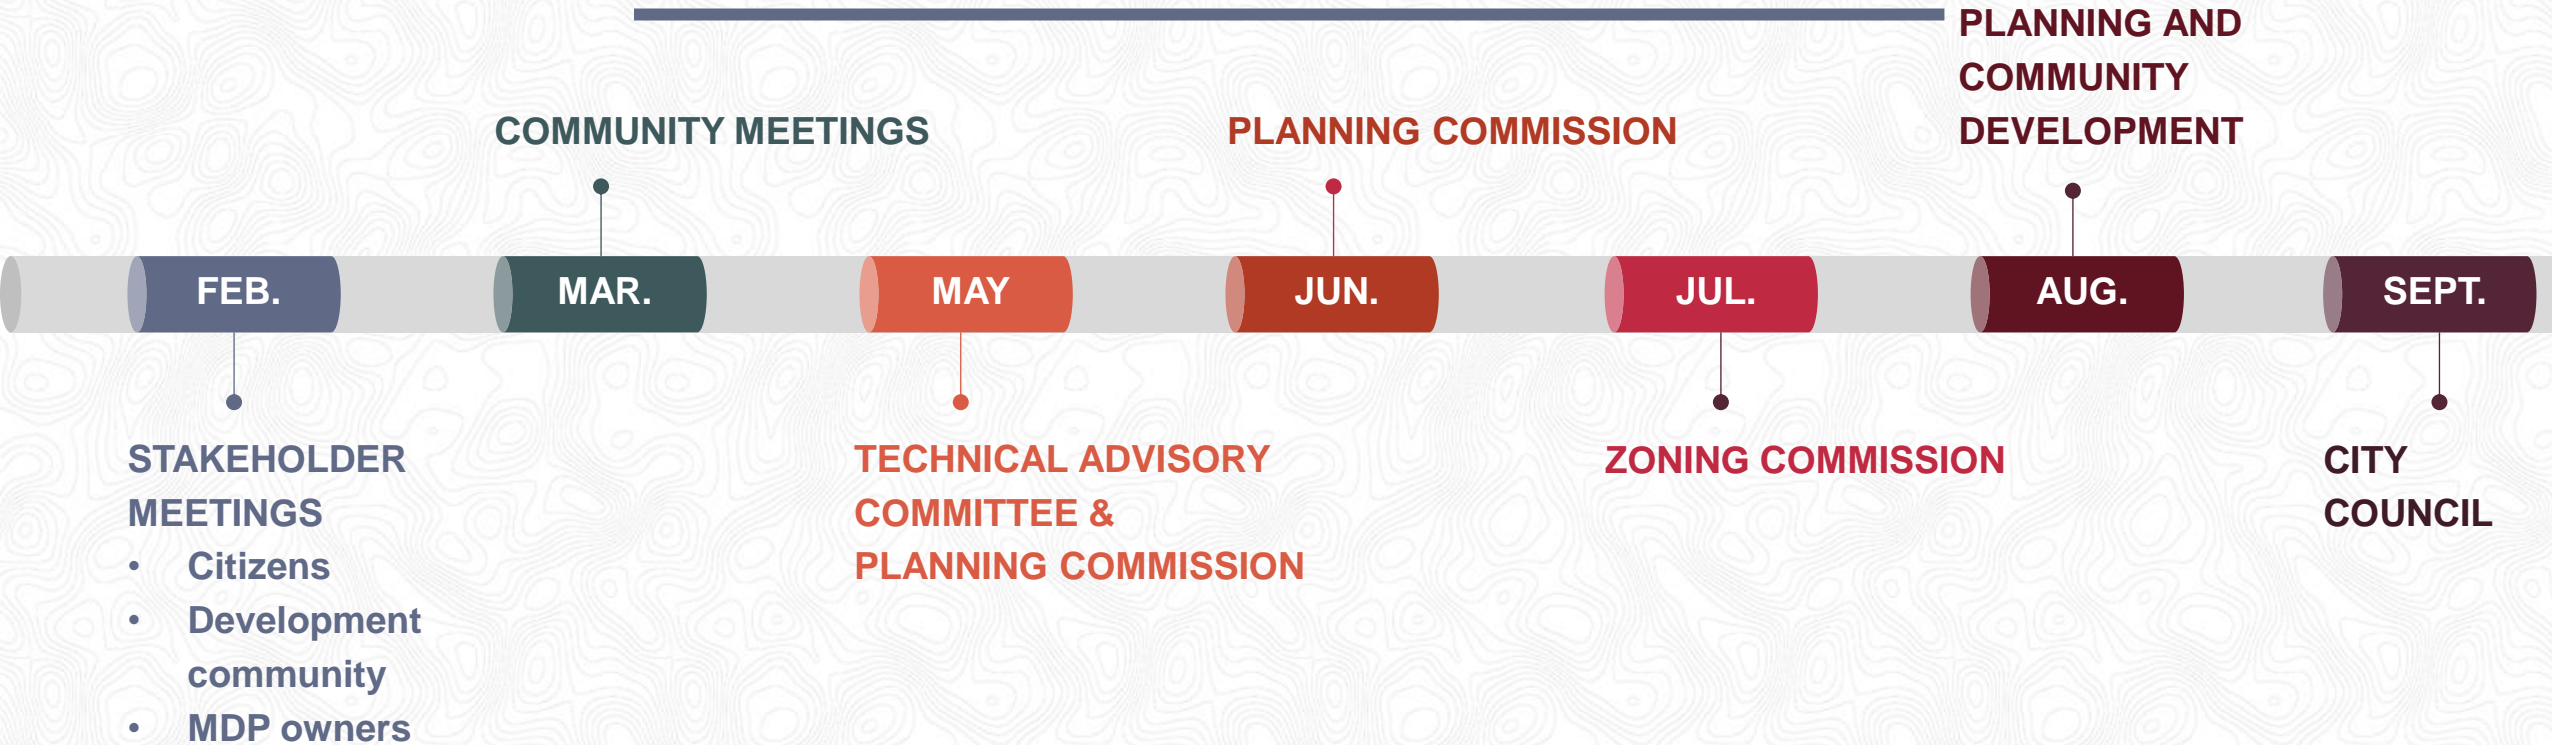 PLANNING AND
COMMUNITY
DEVELOPMENT
COMMUNITY MEETINGS
PLANNING COMMISSION
FEB.
MAR.
MAY
JUN.
JUL.
AUG.
SEPT.
STAKEHOLDER
MEETINGS
• Citizens
• Development
community
• MDP owners
TECHNICAL ADVISORY
COMMITTEE &
PLANNING COMMISSION
ZONING COMMISSION
CITY
COUNCIL